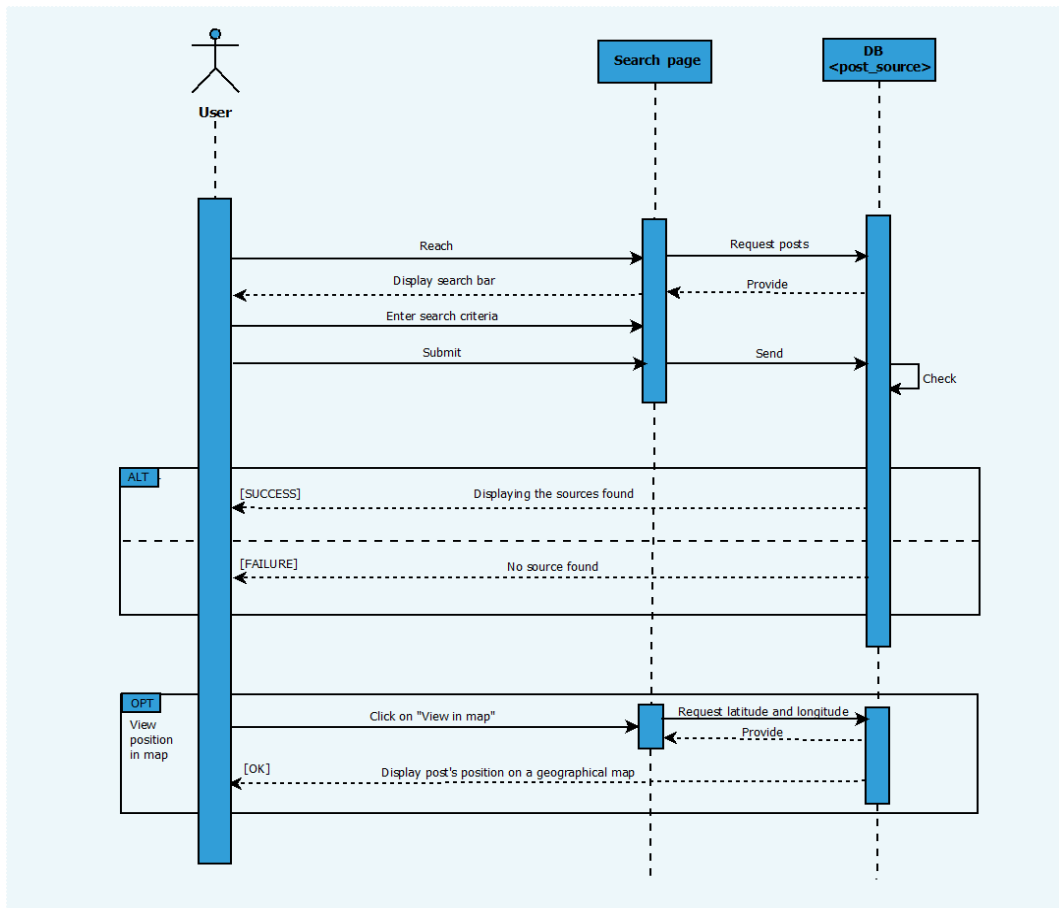 User
Search page
DB
<post_source>
Reach
Request posts
Display search bar
Provide
Enter search criteria
Submit
Send
Check
ALT
[SUCCESS]
Displaying the sources found
[FAILURE]
No source found
OPT
View
position
in map
Click on "View in map"
Request latitude and longitude
Provide
[OK]
Display post's position on a geographical map